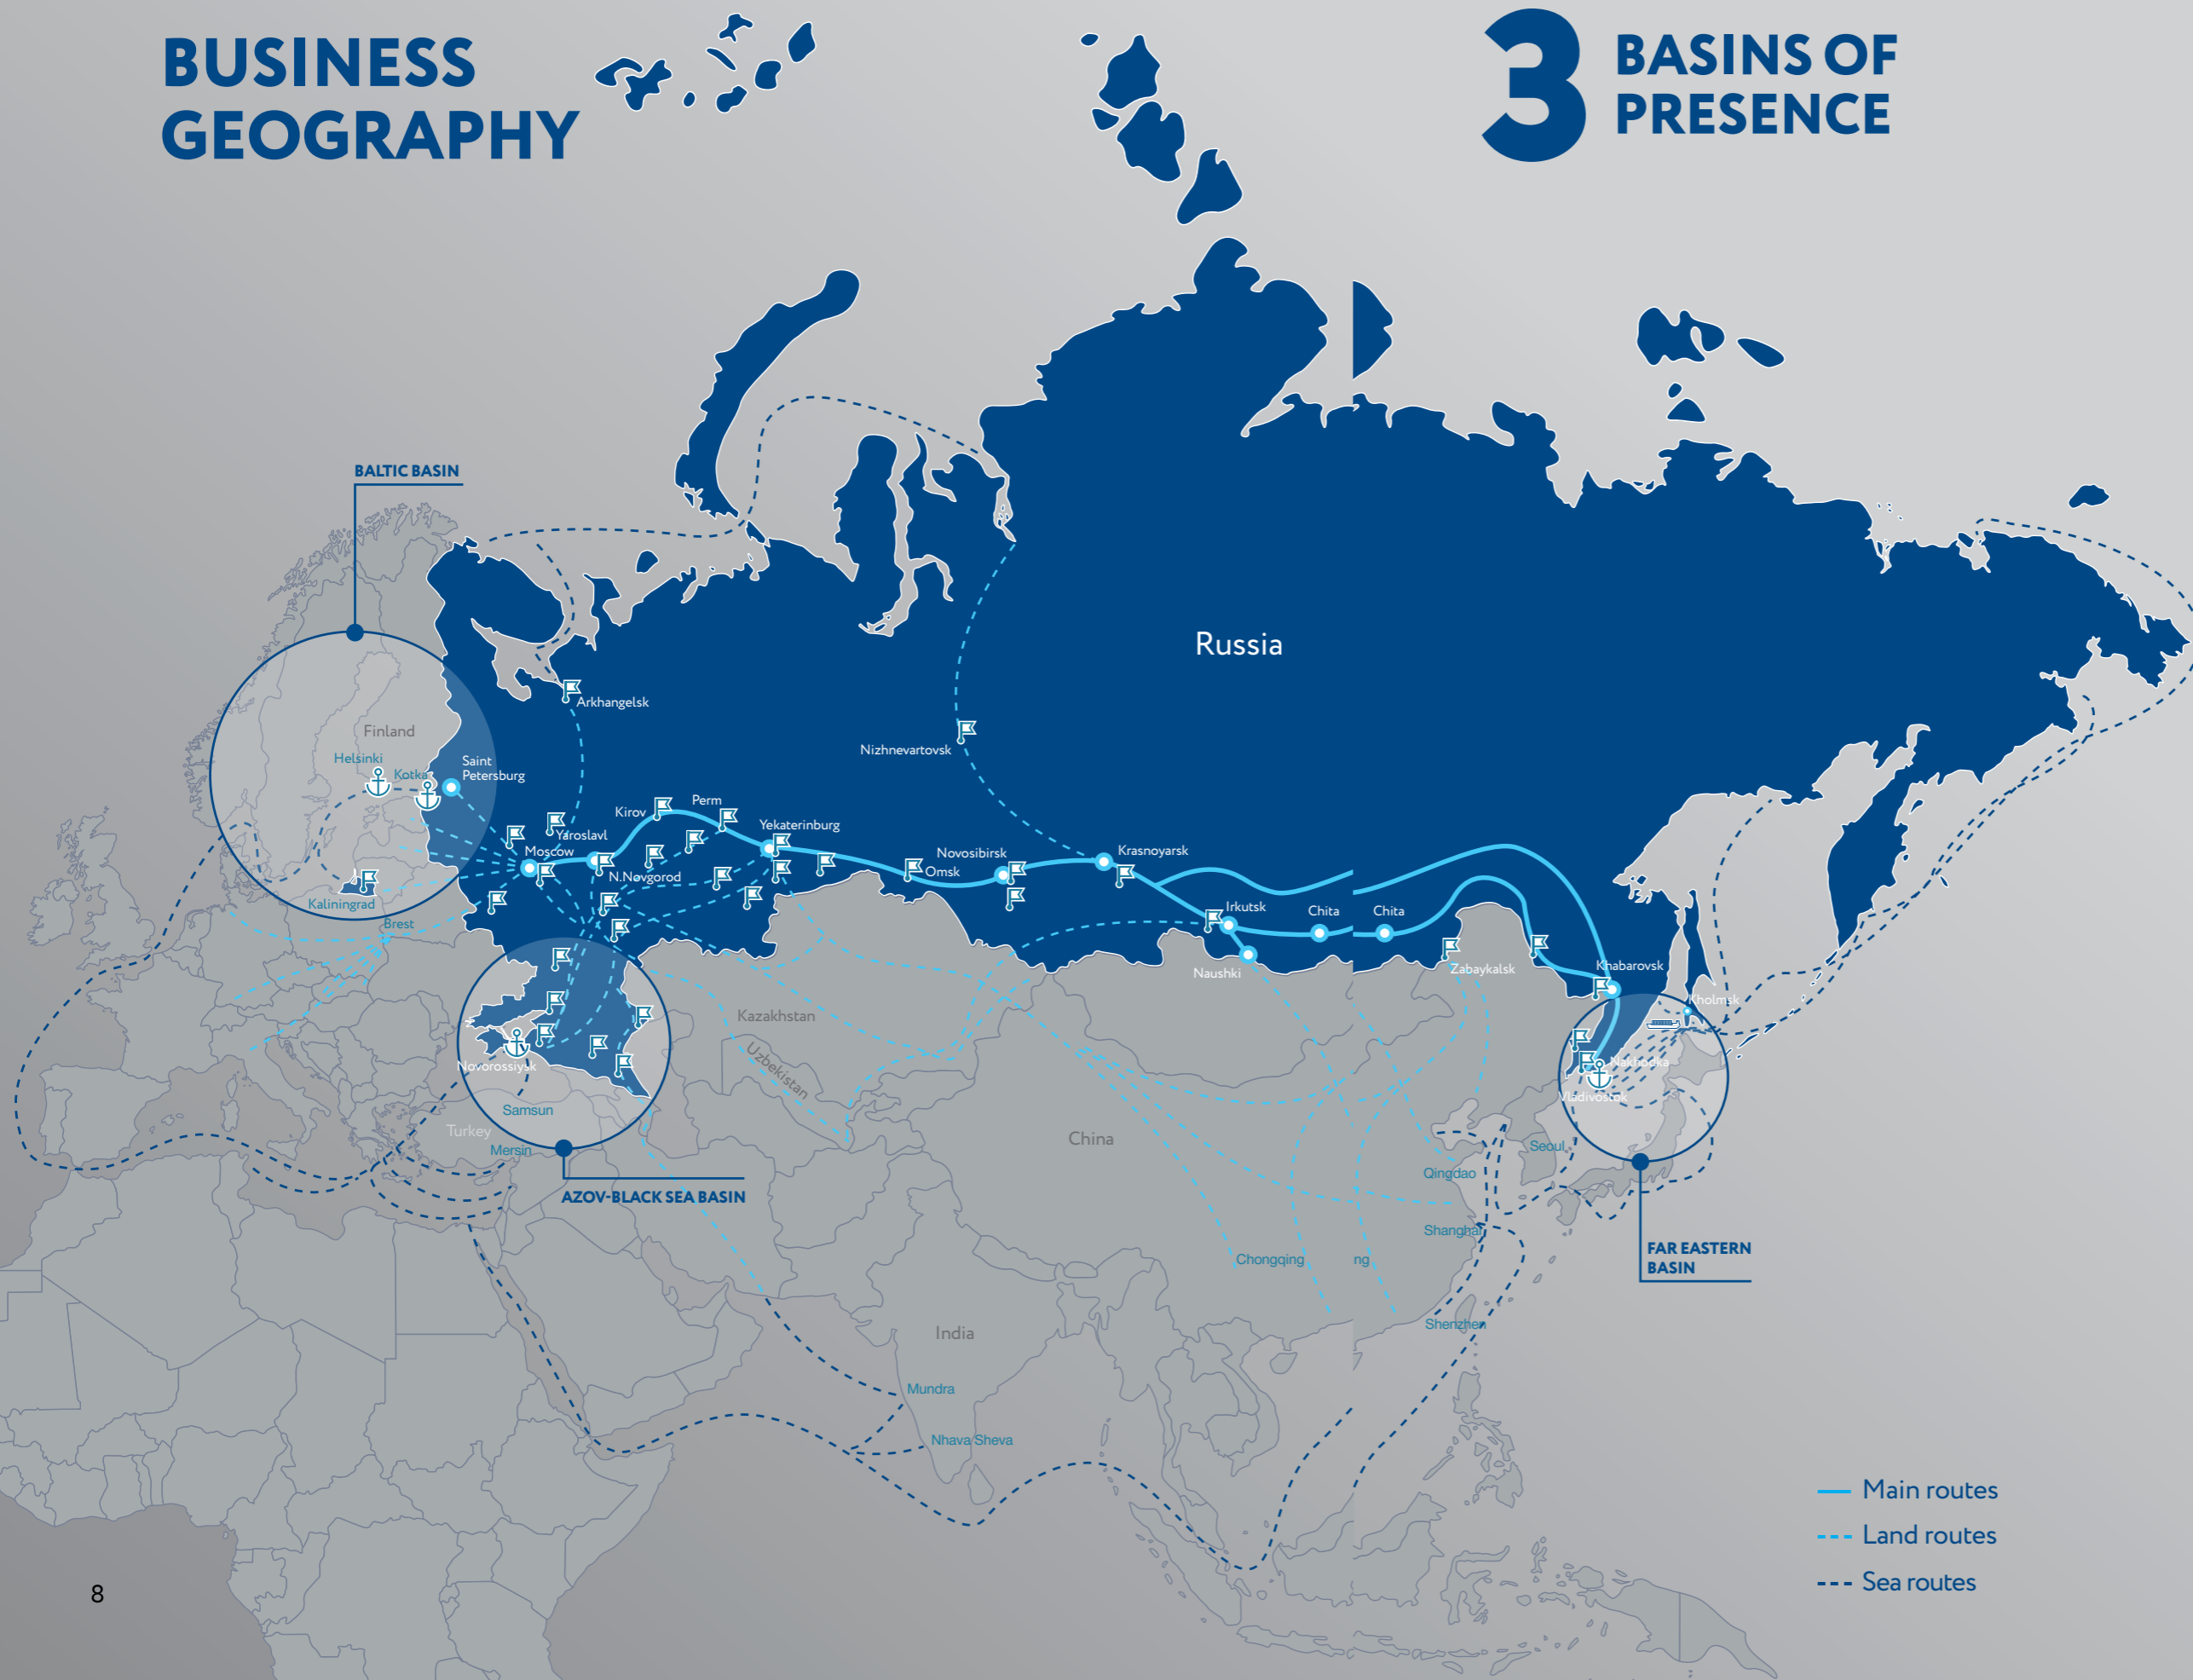 BUSINESS
GEOGRAPHY
3
BASINS OF
PRESENCE
BALTIC BASIN
Russia
Arkhangelsk
Finland
Helsinki
Kotka
Saint
Petersburg
Nizhnevartovsk
Kirov
Perm
Yaroslavl
Yekaterinburg
Moscow
Novosibirsk
Krasnoyarsk
N.Novgorod
Omsk
Kaliningrad
Brest
Irkutsk
Chita
Chita
Naushki
Zabaykalsk
Khabarovsk
Kholmsk
Kazakhstan
Uzbekistan
Novorossiysk
Nakhodka
Vladivostok
Samsun
Turkey
Mersin
China
Seoul
Qingdao
AZOV-BLACK SEA BASIN
Shanghai
Chongqing
ng
FAR EASTERN
BASIN
Shenzhen
India
Mundra
Nhava Sheva
Main routes
Land routes
Sea routes
8